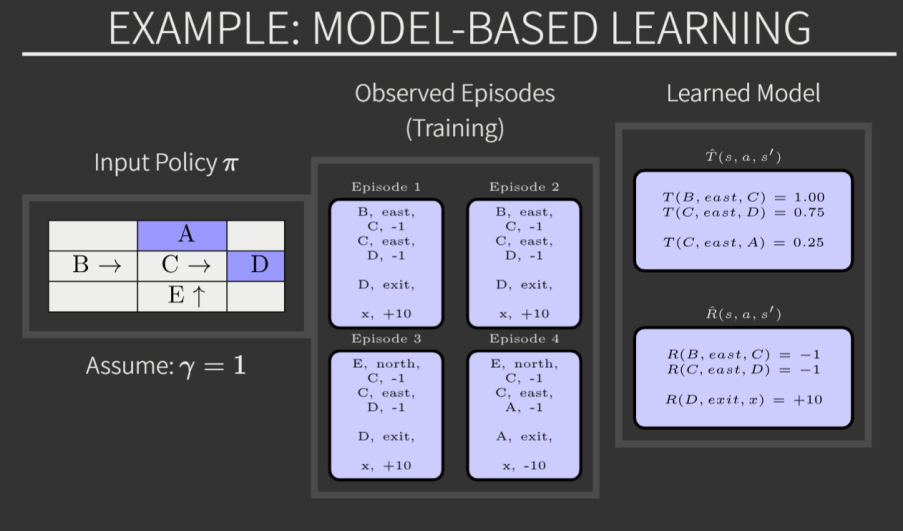 EXAMPLE: MODEL-BASED LEARNING
Input Policy π
A
B → C → D
E ↑
Assume: γ = 1
Observed Episodes
(Training)
Episode 1
B, east,
C, -1
C, east,
D, -1
D, exit,
x, +10
Episode 2
B, east,
C, -1
C, east,
D, -1
D, exit,
x, +10
Episode 3
E, north,
C, -1
C, east,
D, -1
D, exit,
x, +10
Episode 4
E, north,
C, -1
C, east,
A, -1
A, exit,
x, -10
Learned Model
T̂(s, a, s′)
T(B, east, C) = 1.00
T(C, east, D) = 0.75
T(C, east, A) = 0.25
R̂(s, a, s′)
R(B, east, C) = −1
R(C, east, D) = −1
R(D, exit, x) = +10